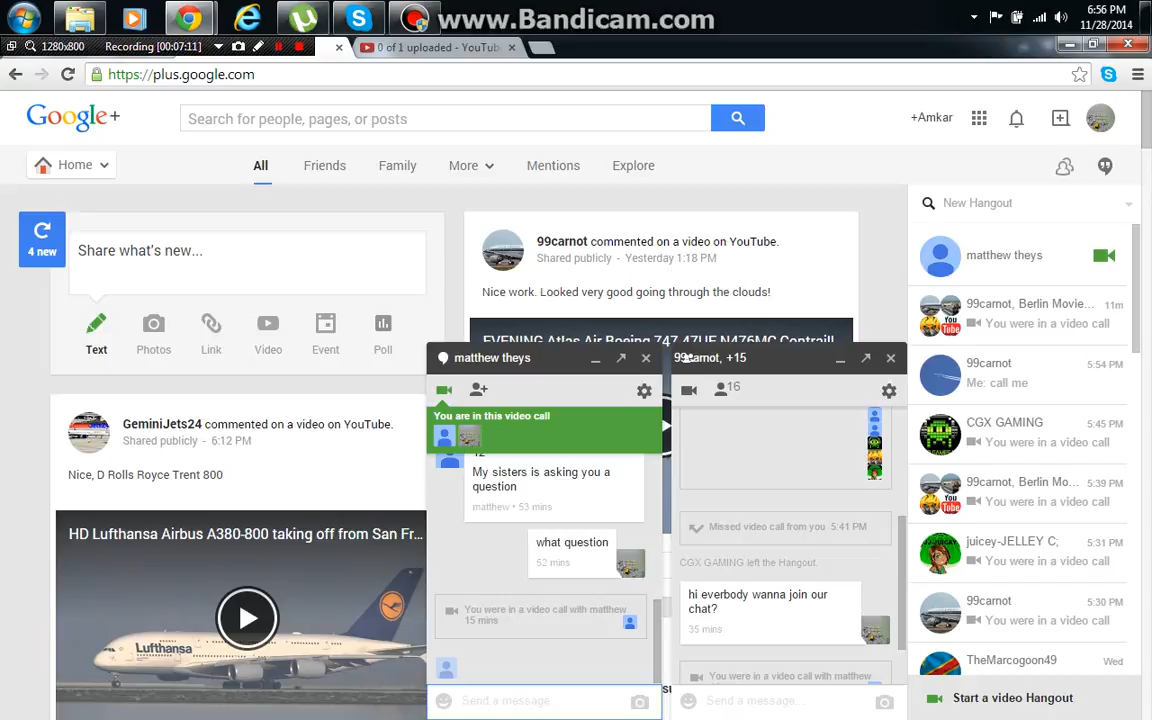 www.Bandicam.com
6:56 PM
11/28/2014
1280x800
Recording [00:07:11]
0 of 1 uploaded - YouTub
https://plus.google.com
Google+
Search for people, pages, or posts
+Amkar
Home
All
Friends
Family
More
Mentions
Explore
New Hangout
4 new
Share what's new...
Text
Photos
Link
Video
Event
Poll
99carnot commented on a video on YouTube.
Shared publicly - Yesterday 1:18 PM
Nice work. Looked very good going through the clouds!
EVENING Atlas Air Boeing 747-47UF N476MC Contrail!
GeminiJets24 commented on a video on YouTube.
Shared publicly - 6:12 PM
Nice, D Rolls Royce Trent 800
HD Lufthansa Airbus A380-800 taking off from San Fr...
Lufthansa
matthew theys
You are in this video call
12
My sisters is asking you a
question
matthew • 53 mins
what question
52 mins
You were in a video call with matthew
15 mins
Send a message...
99carnot, +15
16
Missed video call from you 5:41 PM
CGX GAMING left the Hangout.
hi everbody wanna join our
chat?
35 mins
You were in a video call with matthew
Send a message...
matthew theys
99carnot, Berlin Movie...
11m
You were in a video call
99carnot
5:54 PM
Me: call me
CGX GAMING
5:45 PM
You were in a video call
99carnot, Berlin Mo...
5:39 PM
You were in a video call
juicey-JELLEY C;
5:31 PM
You were in a video call
99carnot
5:30 PM
You were in a video call
TheMarcogoon49
Wed
Start a video Hangout